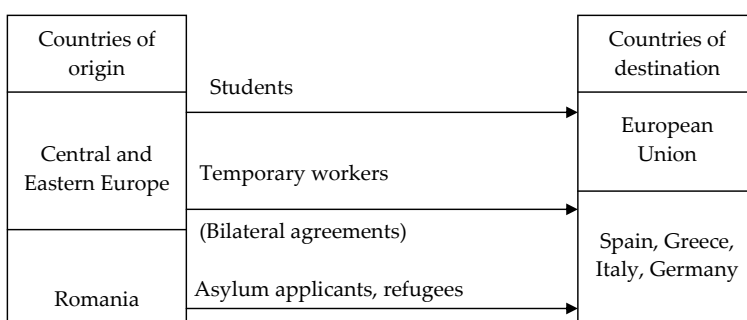 Countries of
origin
Central and
Eastern Europe
Romania
Students
Temporary workers
(Bilateral agreements)
Asylum applicants, refugees
Countries of
destination
European
Union
Spain, Greece,
Italy, Germany